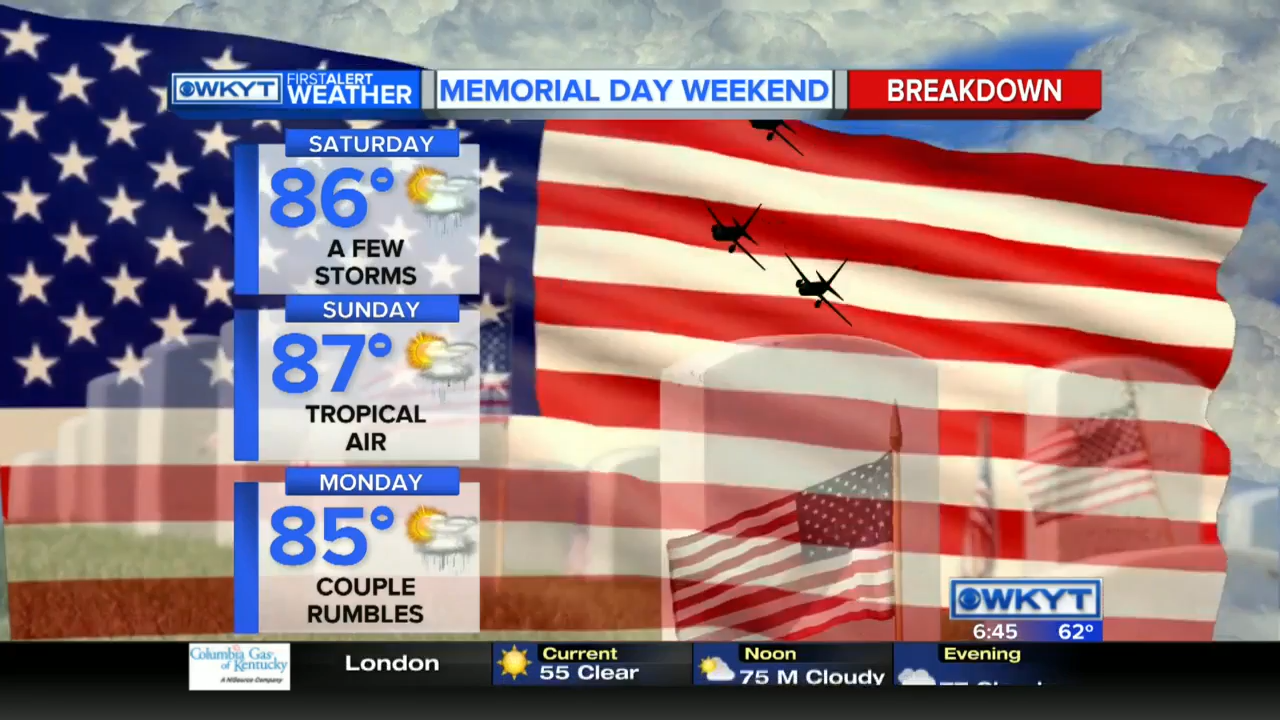 WKYT FIRST ALERT WEATHER
MEMORIAL DAY WEEKEND
BREAKDOWN
SATURDAY
86°
A FEW
STORMS
SUNDAY
87°
TROPICAL
AIR
MONDAY
85°
COUPLE
RUMBLES
WKYT
6:45 62°
Columbia Gas
of Kentucky
A NiSource Company
London
Current
55 Clear
Noon
75 M Cloudy
Evening